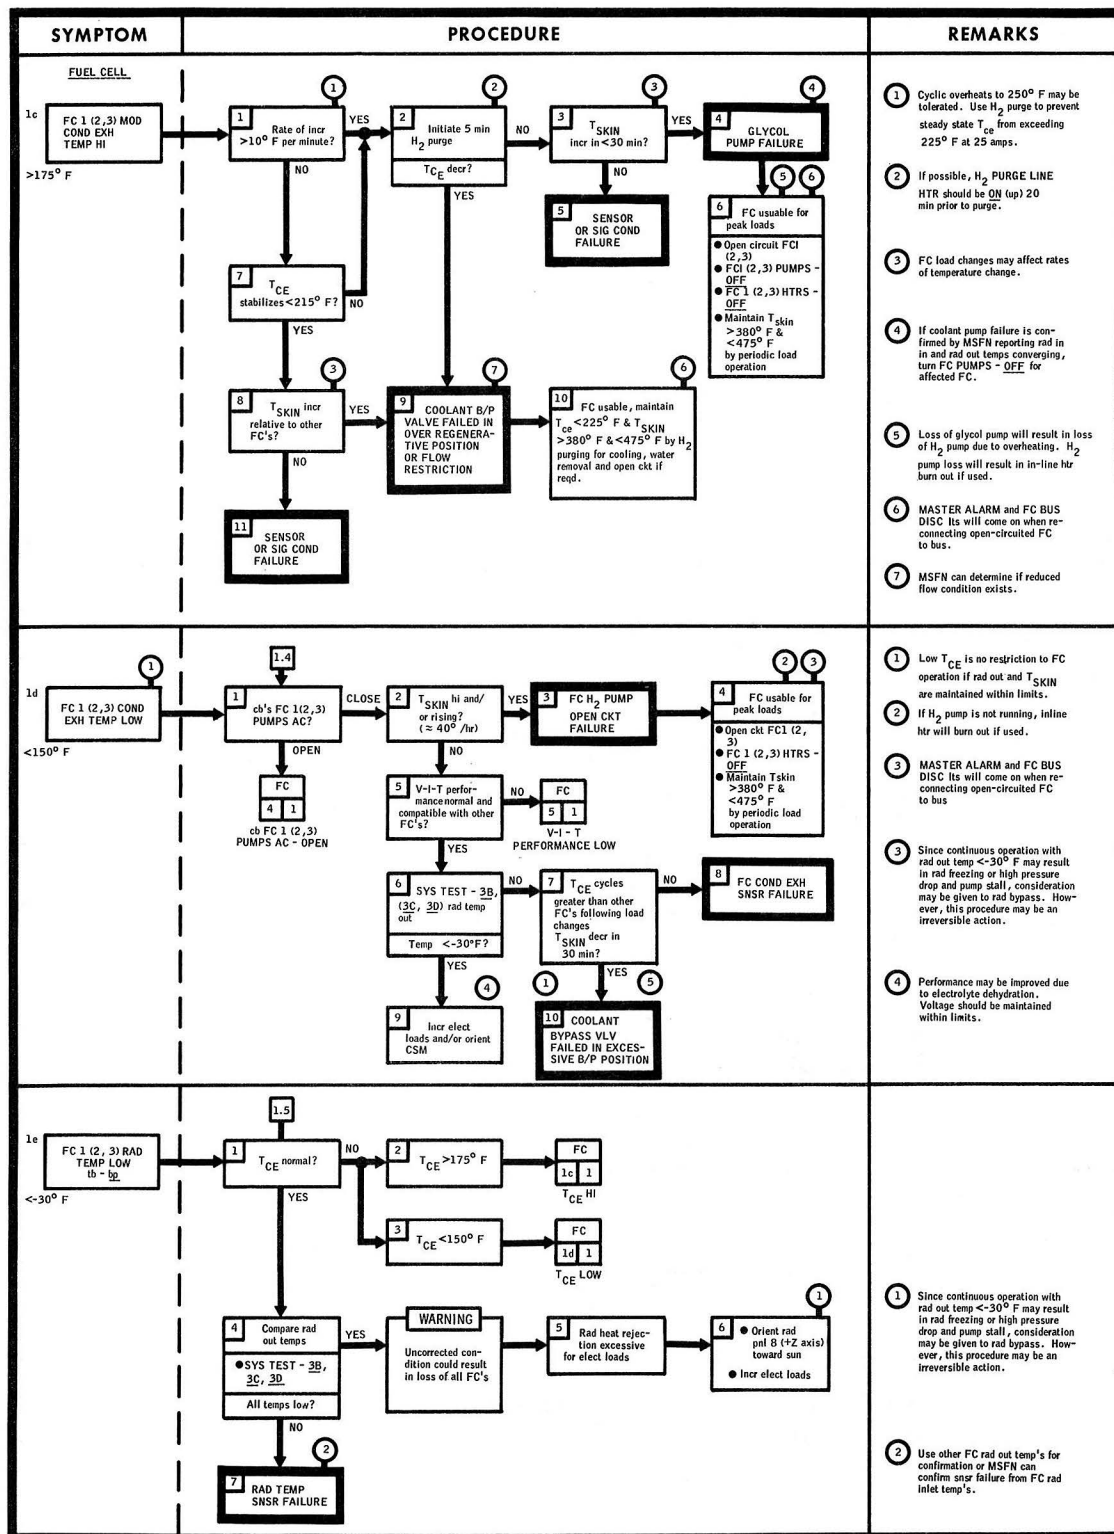 SYMPTOM
PROCEDURE
REMARKS
FUEL CELL
1c
FC 1 (2,3) MOD
COND EXH
TEMP HI
>175° F
1
1
Rate of incr
>10° F per minute?
YES
NO
2
2
Initiate 5 min
H2 purge
TCE decr?
NO
YES
3
3
TSKIN
incr in <30 min?
YES
NO
4
4
GLYCOL
PUMP FAILURE
5
SENSOR
OR SIG COND
FAILURE
5
6
6
FC usable for
peak loads
● Open circuit FC1
(2,3)
● FC1 (2,3) PUMPS -
OFF
● FC 1 (2,3) HTRS -
OFF
● Maintain Tskin
>380° F &
<475° F
by periodic load
operation
7
TCE
stabilizes <215° F?
NO
YES
3
8
TSKIN incr
relative to other
FC's?
YES
NO
7
9
COOLANT B/P
VALVE FAILED IN
OVER REGENERA-
TIVE POSITION
OR FLOW
RESTRICTION
6
10
FC usable, maintain
Tce <225° F & TSKIN
>380° F & <475° F by H2
purging for cooling, water
removal and open ckt if
reqd.
11
SENSOR
OR SIG COND
FAILURE
1 Cyclic overheats to 250° F may be
tolerated. Use H2 purge to prevent
steady state Tce from exceeding
225° F at 25 amps.
2 If possible, H2 PURGE LINE
HTR should be ON (up) 20
min prior to purge.
3 FC load changes may affect rates
of temperature change.
4 If coolant pump failure is con-
firmed by MSFN reporting rad in
in and rad out temps converging,
turn FC PUMPS - OFF for
affected FC.
5 Loss of glycol pump will result in loss
of H2 pump due to overheating. H2
pump loss will result in in-line htr
burn out if used.
6 MASTER ALARM and FC BUS
DISC lts will come on when re-
connecting open-circuited FC
to bus.
7 MSFN can determine if reduced
flow condition exists.
1d
1
FC 1 (2,3) COND
EXH TEMP LOW
<150° F
1.4
1
cb's FC 1(2,3)
PUMPS AC?
CLOSE
OPEN
FC
4 1
cb FC 1 (2,3)
PUMPS AC - OPEN
2
TSKIN hi and/
or rising?
(≈ 40° /hr)
YES
NO
3
FC H2 PUMP
OPEN CKT
FAILURE
2
3
4
FC usable for
peak loads
● Open ckt FC1 (2,
3)
● FC 1 (2,3) HTRS -
OFF
● Maintain Tskin
>380° F &
<475° F
by periodic load
operation
5
V-I-T perfor-
mance normal and
compatible with other
FC's?
NO
YES
FC
5 1
V-I - T
PERFORMANCE LOW
6
SYS TEST - 3B,
(3C, 3D) rad temp
out
Temp <-30°F?
NO
YES
7
TCE cycles
greater than other
FC's following load
changes
TSKIN decr in
30 min?
NO
YES
8
FC COND EXH
SNSR FAILURE
4
9
Incr elect
loads and/or orient
CSM
1
5
10
COOLANT
BYPASS VLV
FAILED IN EXCES-
SIVE B/P POSITION
1 Low TCE is no restriction to FC
operation if rad out and TSKIN
are maintained within limits.
2 If H2 pump is not running, inline
htr will burn out if used.
3 MASTER ALARM and FC BUS
DISC lts will come on when re-
connecting open-circuited FC
to bus
3 Since continuous operation with
rad out temp <-30° F may result
in rad freezing or high pressure
drop and pump stall, consideration
may be given to rad bypass. How-
ever, this procedure may be an
irreversible action.
4 Performance may be improved due
to electrolyte dehydration.
Voltage should be maintained
within limits.
1e
FC 1 (2, 3) RAD
TEMP LOW
tb - bp
<-30° F
1.5
1
TCE normal?
NO
YES
2
TCE >175° F
FC
1c 1
TCE HI
3
TCE <150° F
FC
1d 1
TCE LOW
4
Compare rad
out temps
● SYS TEST - 3B,
3C, 3D
All temps low?
YES
NO
WARNING
Uncorrected con-
dition could result
in loss of all FC's
5
Rad heat rejec-
tion excessive
for elect loads
1
6
● Orient rad
pnl 8 (+Z axis)
toward sun
● Incr elect loads
2
7
RAD TEMP
SNSR FAILURE
1 Since continuous operation with
rad out temp <-30° F may result
in rad freezing or high pressure
drop and pump stall, consideration
may be given to rad bypass. How-
ever, this procedure may be an
irreversible action.
2 Use other FC rad out temp's for
confirmation or MSFN can
confirm snsr failure from FC rad
inlet temp's.